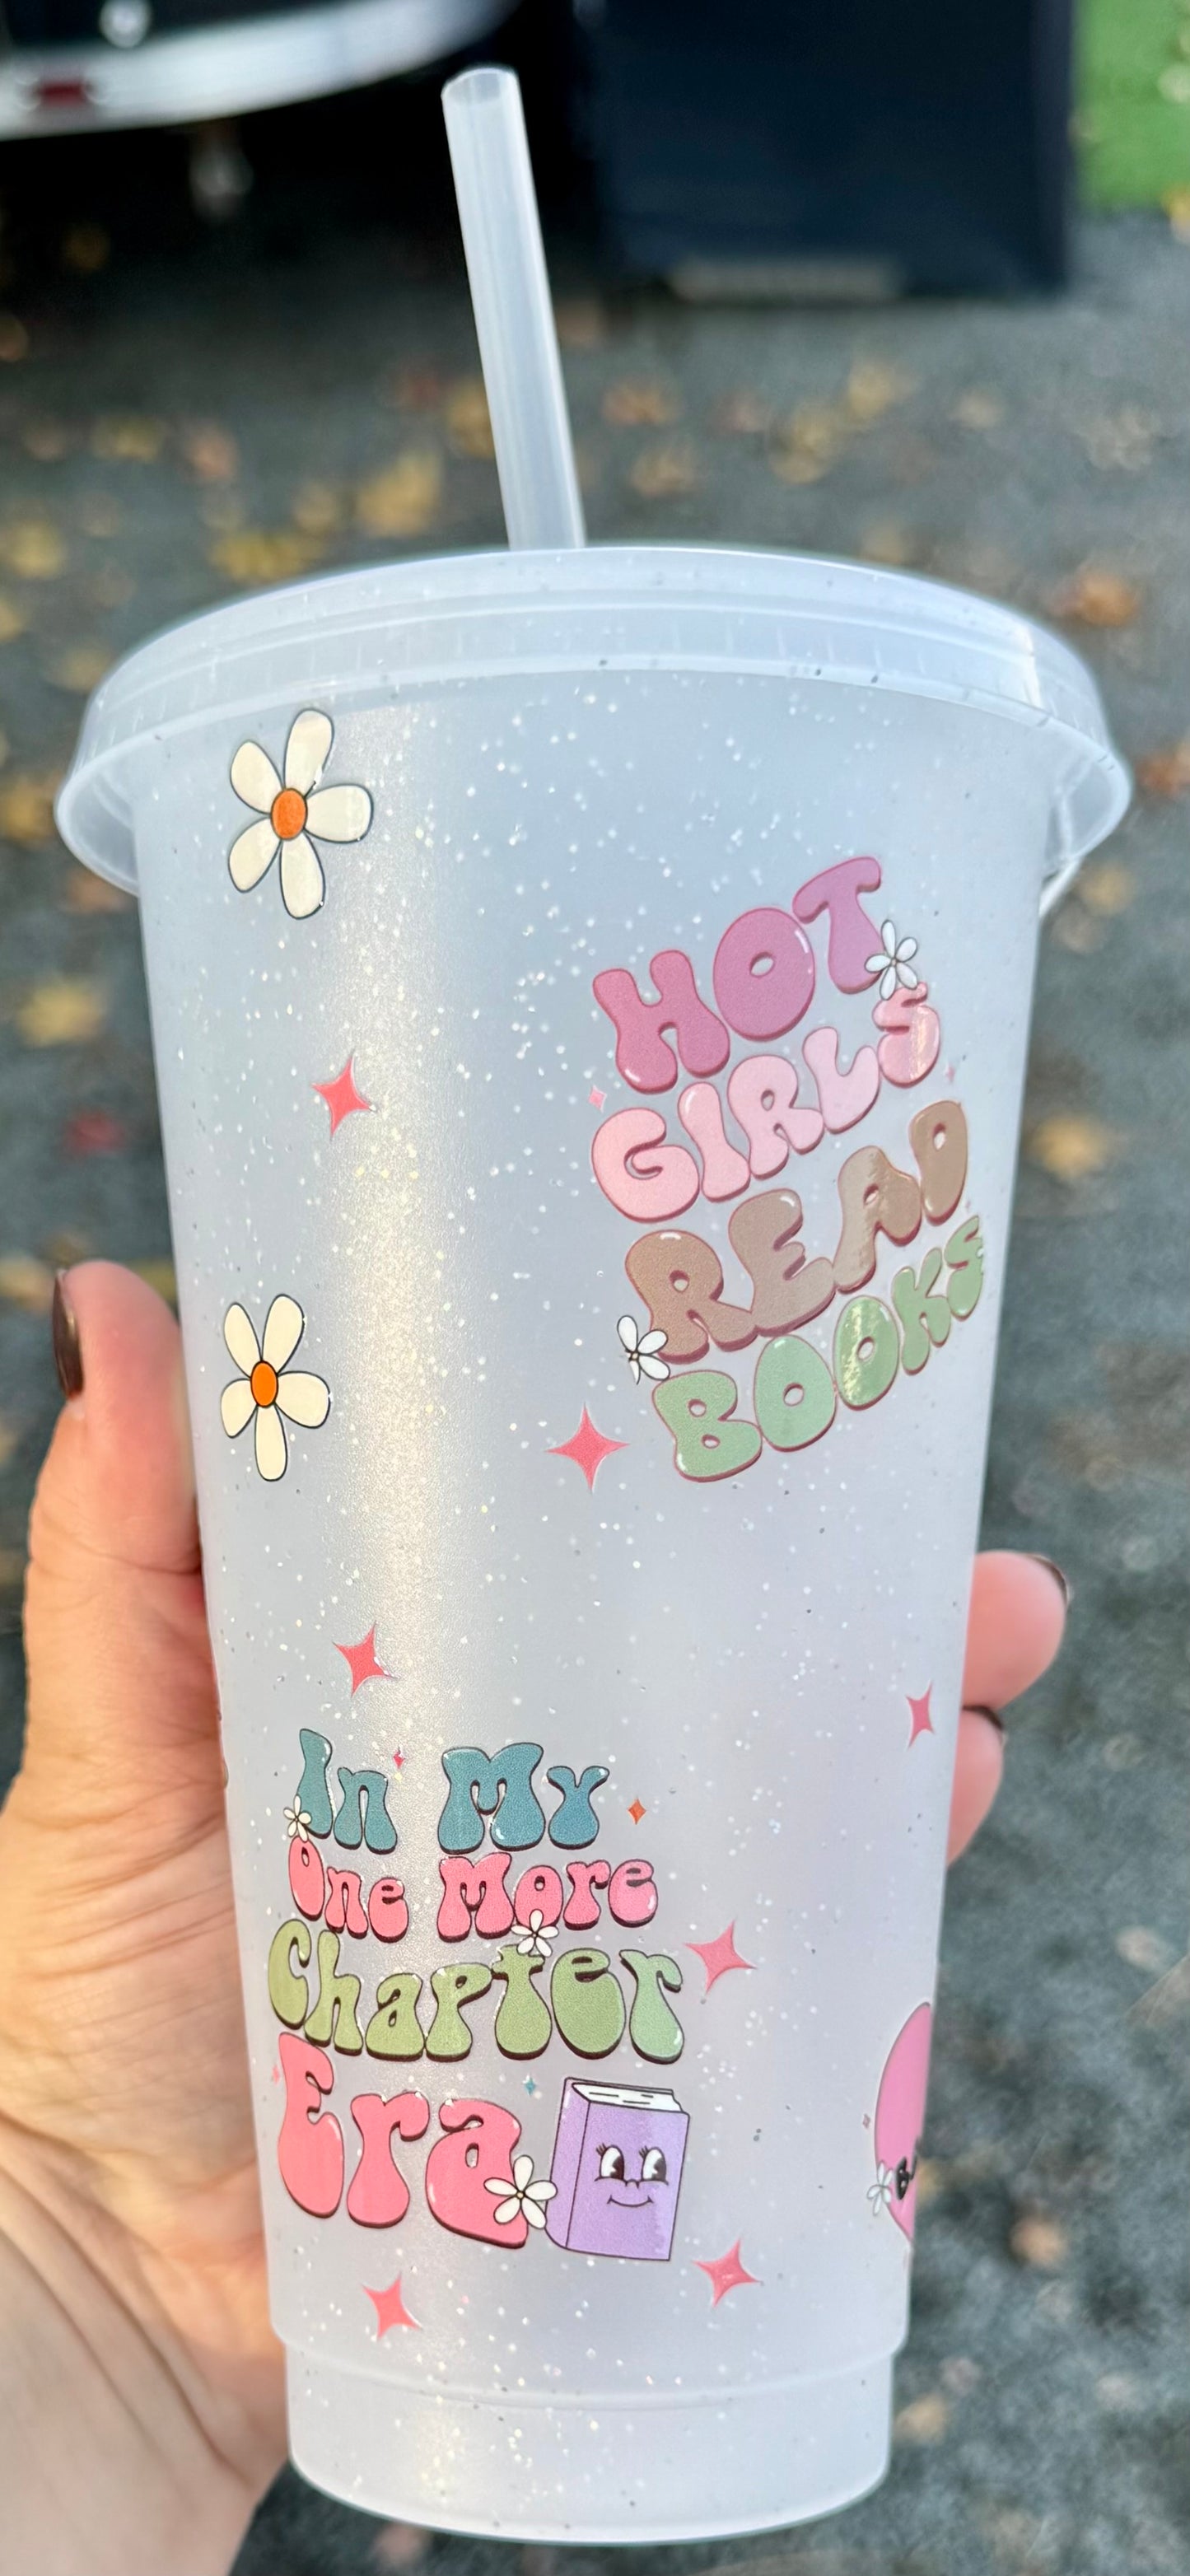 HOT
GIRLS
READ
BOOKS
In My
One More
Chapter
Era